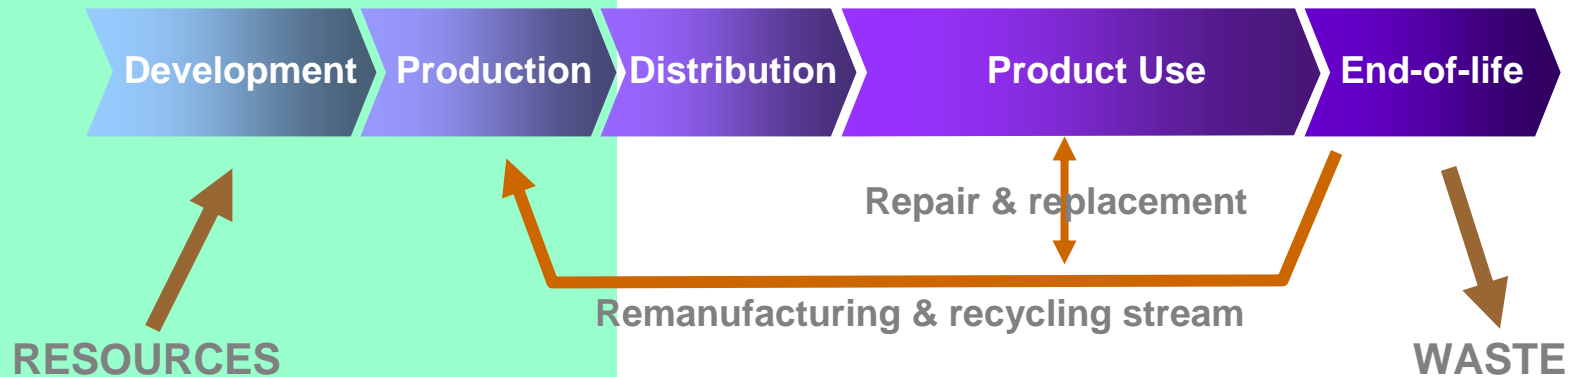 Development
Production
Distribution
Product Use
End-of-life
Repair & replacement
Remanufacturing & recycling stream
RESOURCES
WASTE